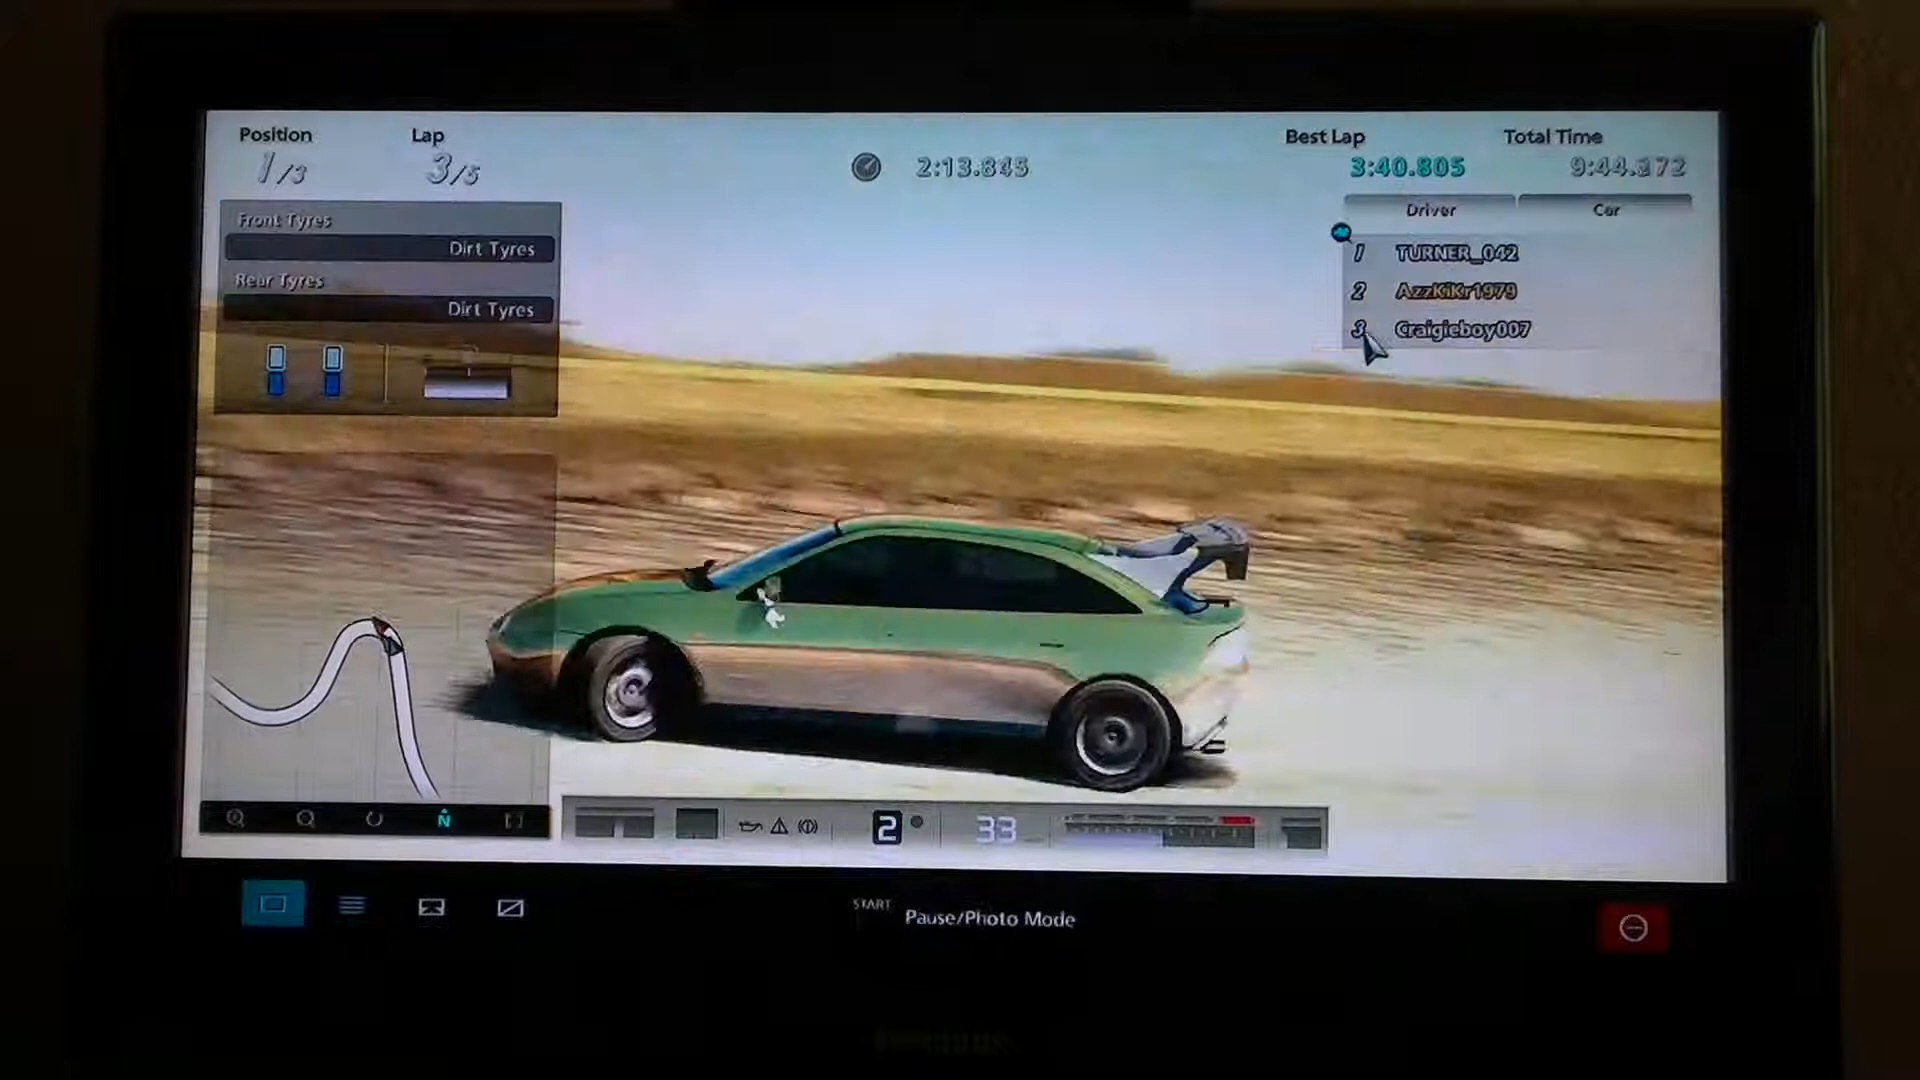 Position
Lap
1/3
3/5
2:13.845
Best Lap
Total Time
3:40.805
9:44.272
Driver
Car
1 TURNER_042
2 AzzKiKr1979
3 Craigieboy007
Front Tyres
Dirt Tyres
Rear Tyres
Dirt Tyres
N
2
33
START
Pause/Photo Mode